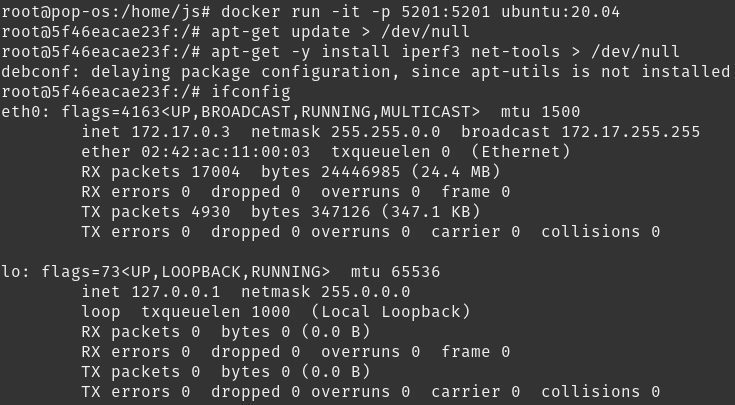 root@pop-os:/home/js# docker run -it -p 5201:5201 ubuntu:20.04
root@5f46eacae23f:/# apt-get update > /dev/null
root@5f46eacae23f:/# apt-get -y install iperf3 net-tools > /dev/null
debconf: delaying package configuration, since apt-utils is not installed
root@5f46eacae23f:/# ifconfig
eth0: flags=4163<UP,BROADCAST,RUNNING,MULTICAST>  mtu 1500
        inet 172.17.0.3  netmask 255.255.0.0  broadcast 172.17.255.255
        ether 02:42:ac:11:00:03  txqueuelen 0  (Ethernet)
        RX packets 17004  bytes 24446985 (24.4 MB)
        RX errors 0  dropped 0  overruns 0  frame 0
        TX packets 4930  bytes 347126 (347.1 KB)
        TX errors 0  dropped 0 overruns 0  carrier 0  collisions 0

lo: flags=73<UP,LOOPBACK,RUNNING>  mtu 65536
        inet 127.0.0.1  netmask 255.0.0.0
        loop  txqueuelen 1000  (Local Loopback)
        RX packets 0  bytes 0 (0.0 B)
        RX errors 0  dropped 0  overruns 0  frame 0
        TX packets 0  bytes 0 (0.0 B)
        TX errors 0  dropped 0 overruns 0  carrier 0  collisions 0